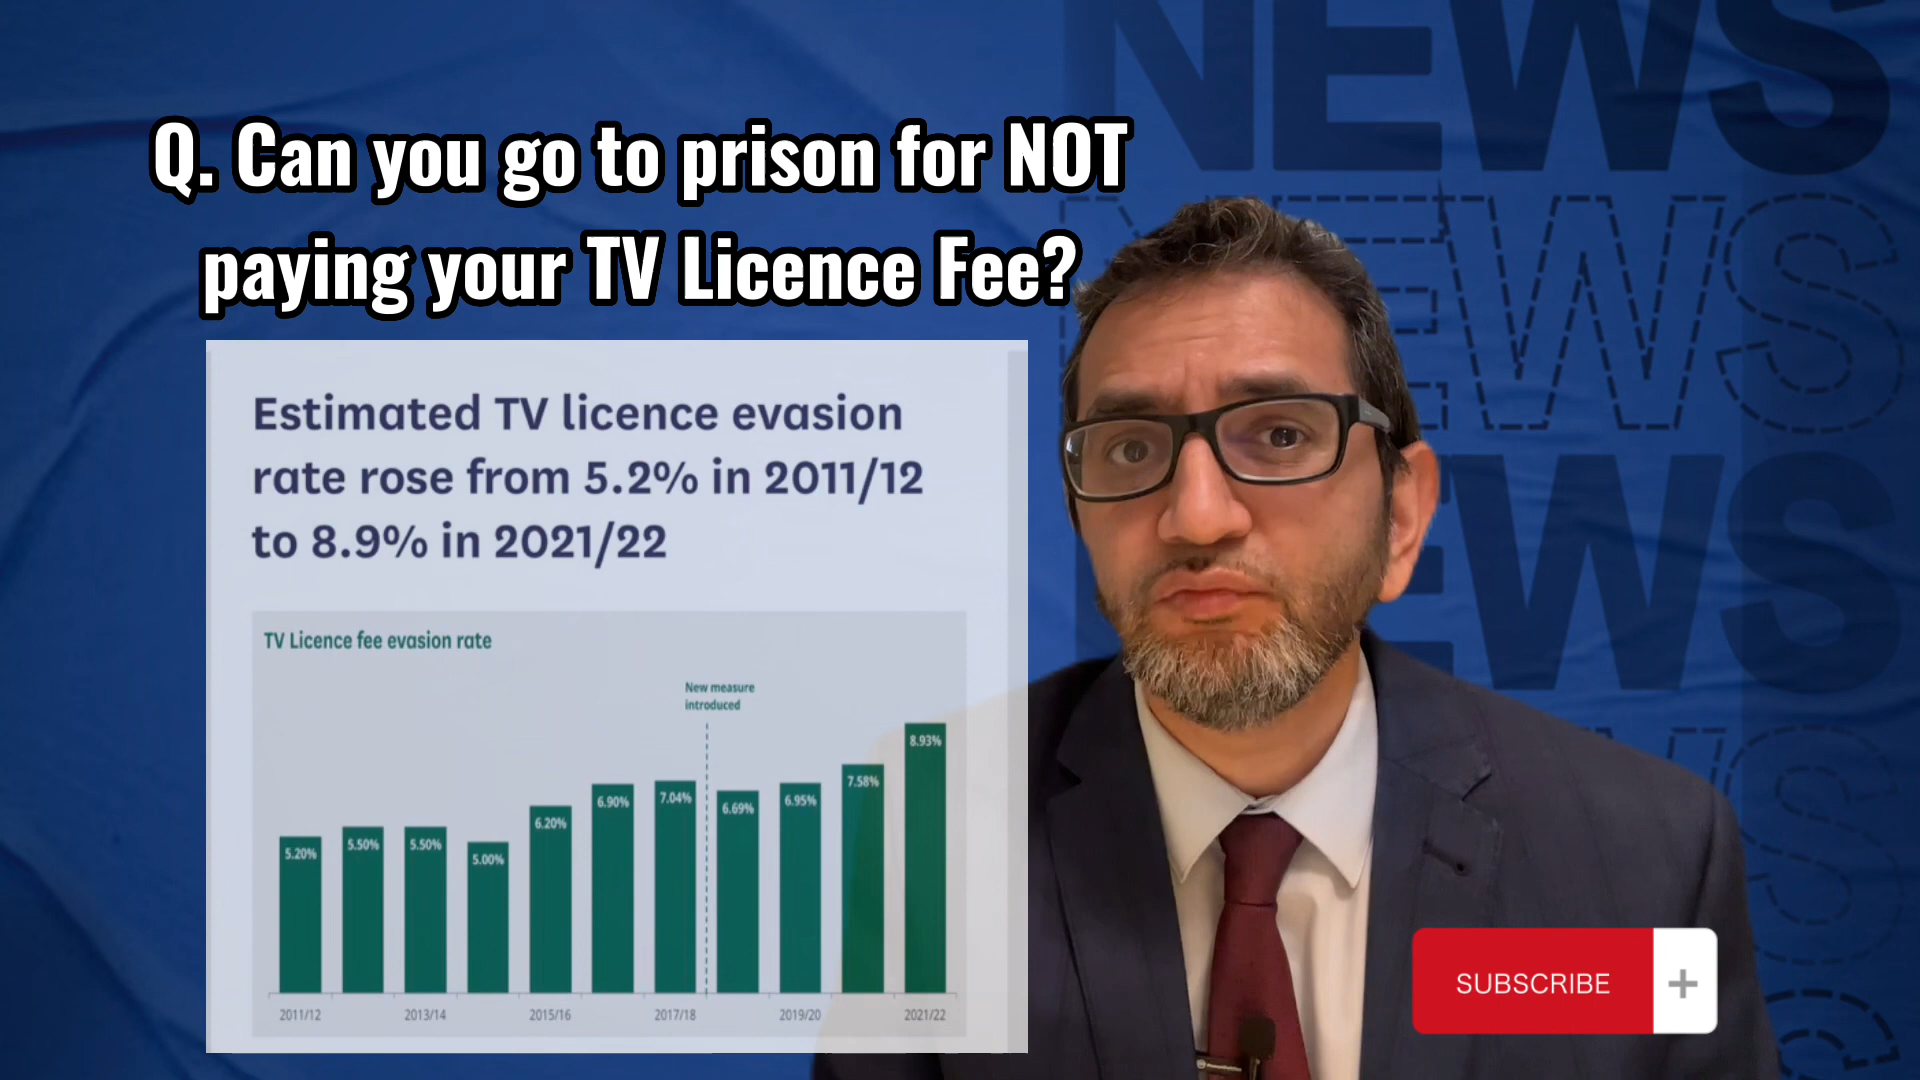 NEWS
NEWS
NEWS
NEWS
Q. Can you go to prison for NOT
paying your TV Licence Fee?
Estimated TV licence evasion
rate rose from 5.2% in 2011/12
to 8.9% in 2021/22
TV Licence fee evasion rate
New measure
introduced
5.20%
5.50%
5.50%
5.00%
6.20%
6.90%
7.04%
6.69%
6.95%
7.58%
8.93%
2011/12
2013/14
2015/16
2017/18
2019/20
2021/22
SUBSCRIBE +